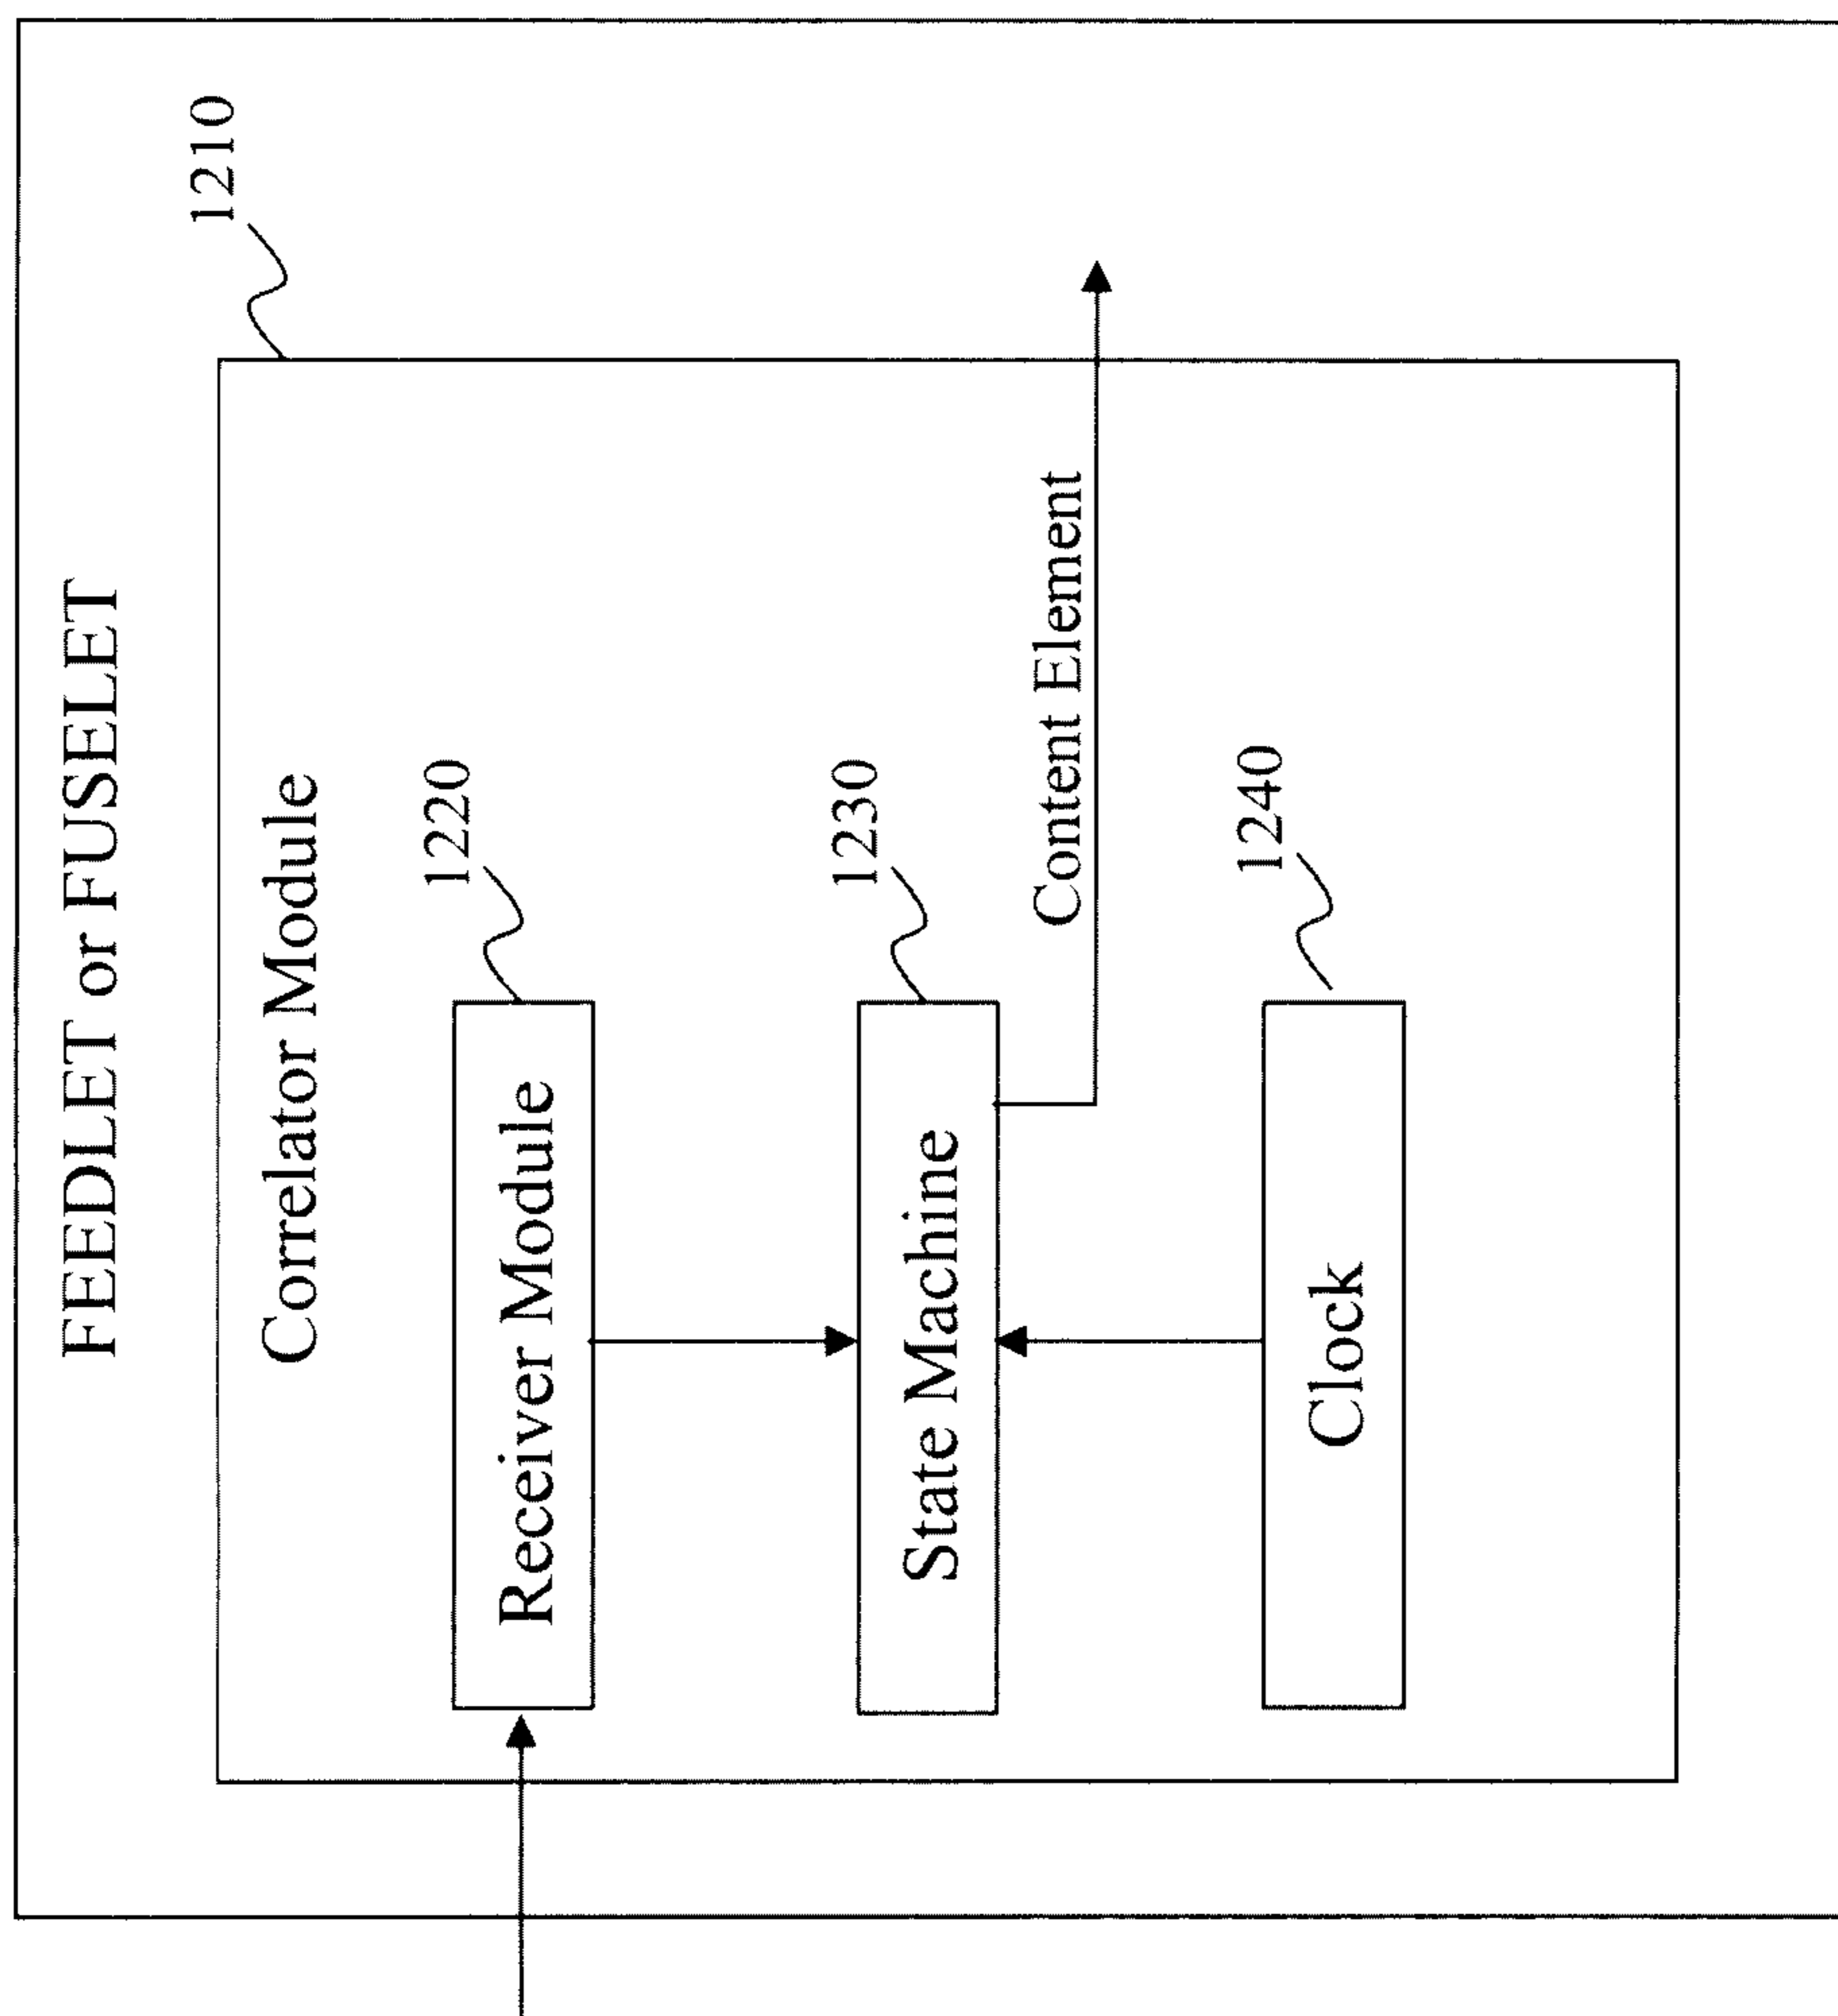 FEEDLET or FUSELET
1210
Correlator Module
1220
Receiver Module
1230
State Machine
Content Element
1240
Clock